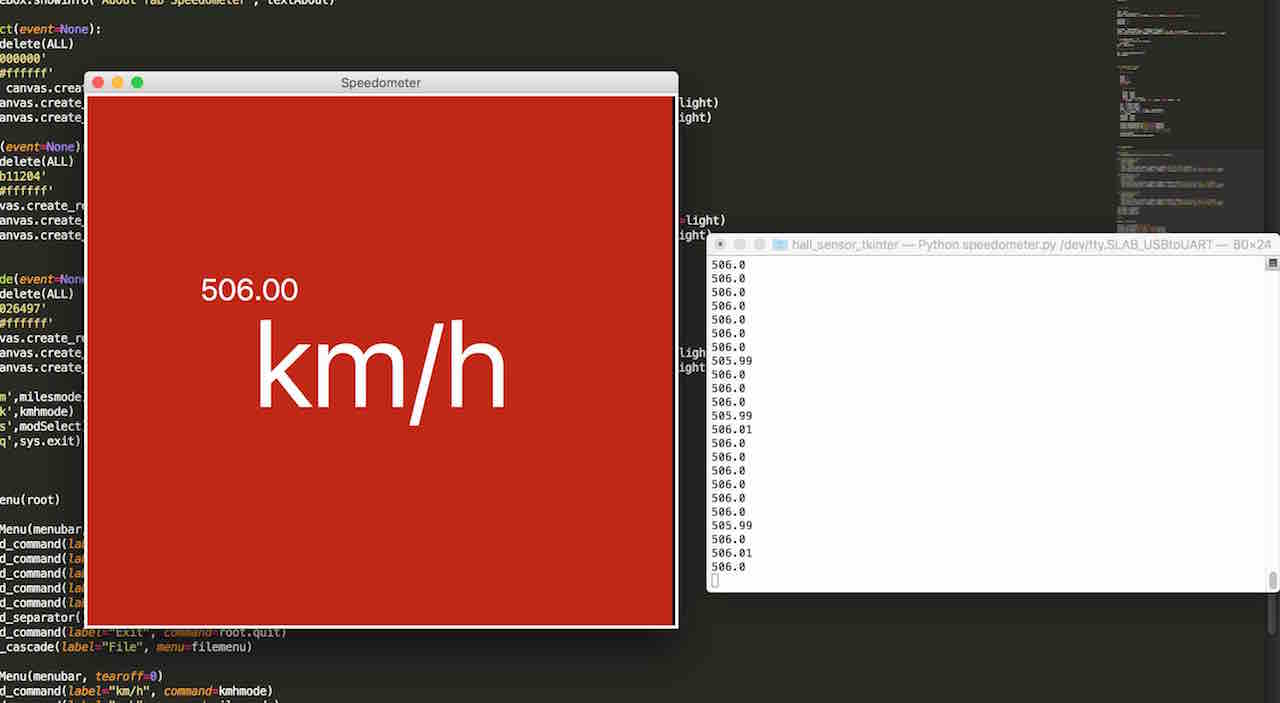 eBox.showinfo('About Tab Speedometer', textAbout)
ct(event=None):
delete(ALL)
000000'
#ffffff'
canvas.crea
anvas.create_
light)
anvas.create_
ght)
(event=None)
delete(ALL)
b11204'
#ffffff'
vas.create_re
anvas.create_
=light)
anvas.create_
ght)
de(event=None
delete(ALL)
026497'
#ffffff'
vas.create_re
anvas.create_
ligh
anvas.create_
ight
m',milesmode
k',kmhmode)
s',modSelect
q',sys.exit)
enu(root)
Menu(menubar
d_command(la
d_command(la
d_command(la
d_command(la
d_command(la
d_separator(
d_command(label="Exit", command=root.quit)
_cascade(label="File", menu=filemenu)
Menu(menubar, tearoff=0)
d_command(label="km/h", command=kmhmode)
Speedometer
506.00
km/h
hall_sensor_tkinter — Python speedometer.py /dev/tty.SLAB_USBtoUART — 80×24
506.0
506.0
506.0
506.0
506.0
506.0
506.0
505.99
506.0
506.0
506.0
505.99
506.01
506.0
506.0
506.0
506.0
506.0
506.0
505.99
506.0
506.01
506.0